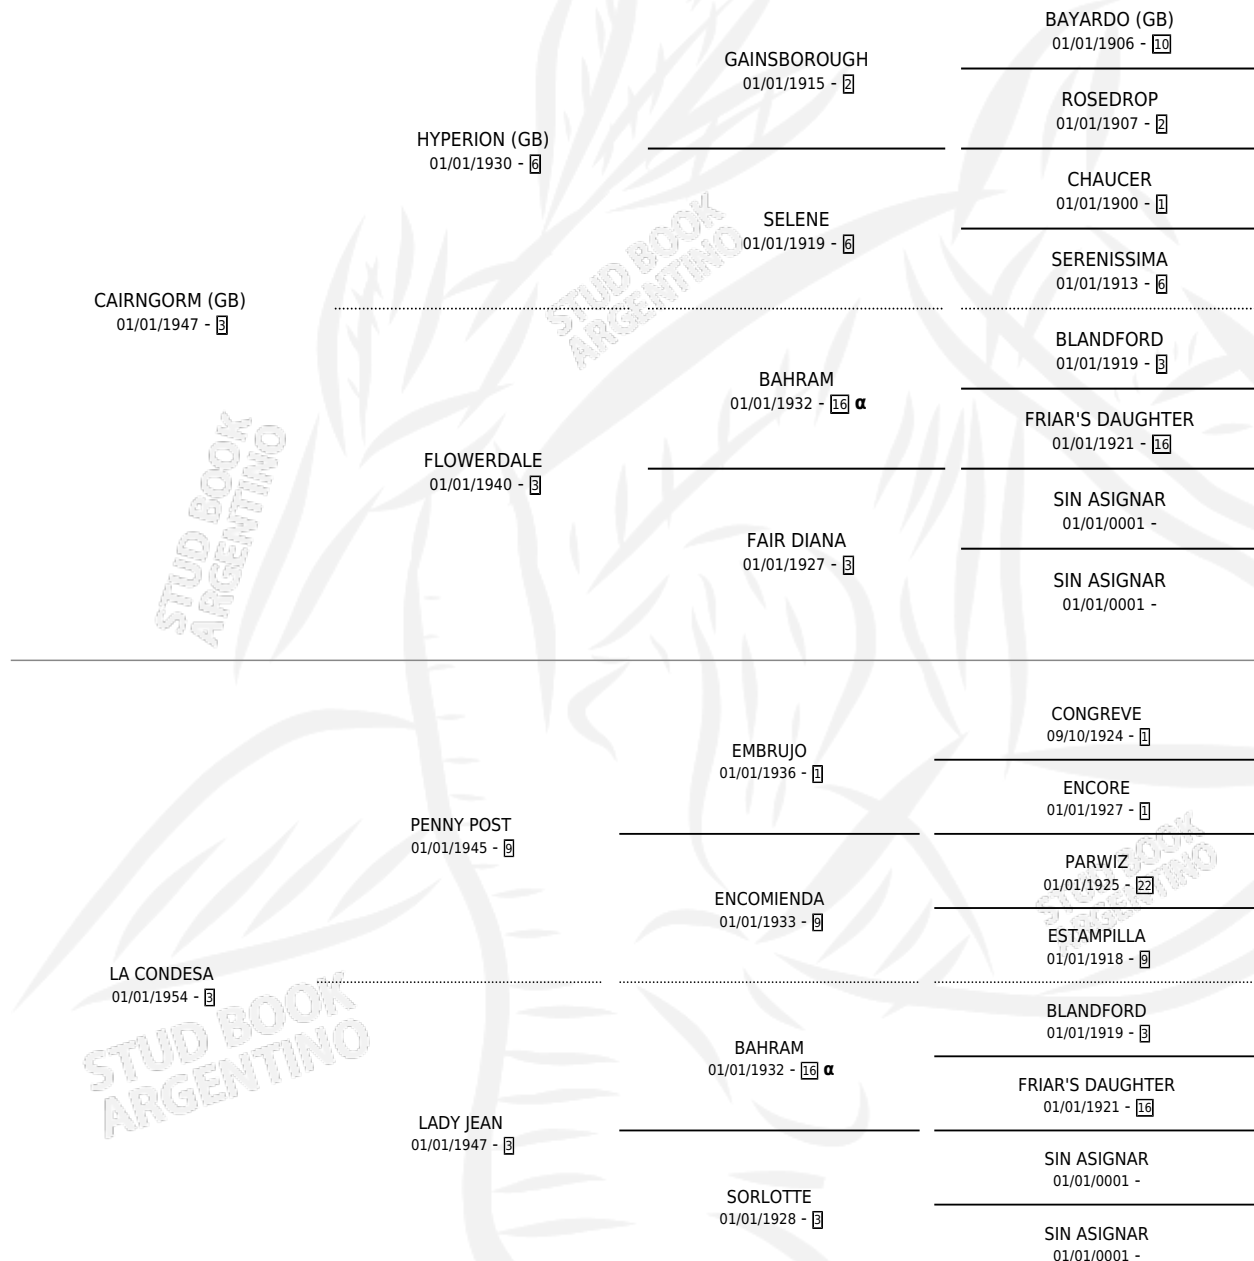 BAYARDO (GB)
01/01/1906 - 10
GAINSBOROUGH
01/01/1915 - 2
ROSEDROP
01/01/1907 - 2
HYPERION (GB)
01/01/1930 - 6
CHAUCER
01/01/1900 - 1
SELENE
01/01/1919 - 6
SERENISSIMA
01/01/1913 - 6
CAIRNGORM (GB)
01/01/1947 - 3
BLANDFORD
01/01/1919 - 3
BAHRAM
01/01/1932 - 16 α
FRIAR'S DAUGHTER
01/01/1921 - 16
FLOWERDALE
01/01/1940 - 3
SIN ASIGNAR
01/01/0001 -
FAIR DIANA
01/01/1927 - 3
SIN ASIGNAR
01/01/0001 -
CONGREVE
09/10/1924 - 1
EMBRUJO
01/01/1936 - 1
ENCORE
01/01/1927 - 1
PENNY POST
01/01/1945 - 9
PARWIZ
01/01/1925 - 22
ENCOMIENDA
01/01/1933 - 9
ESTAMPILLA
01/01/1918 - 9
LA CONDESA
01/01/1954 - 3
BLANDFORD
01/01/1919 - 3
BAHRAM
01/01/1932 - 16 α
FRIAR'S DAUGHTER
01/01/1921 - 16
LADY JEAN
01/01/1947 - 3
SIN ASIGNAR
01/01/0001 -
SORLOTTE
01/01/1928 - 3
SIN ASIGNAR
01/01/0001 -
STUD BOOK
ARGENTINO
STUD BOOK
ARGENTINO
STUD BOOK
ARGENTINO
STUD BOOK
ARGENTINO